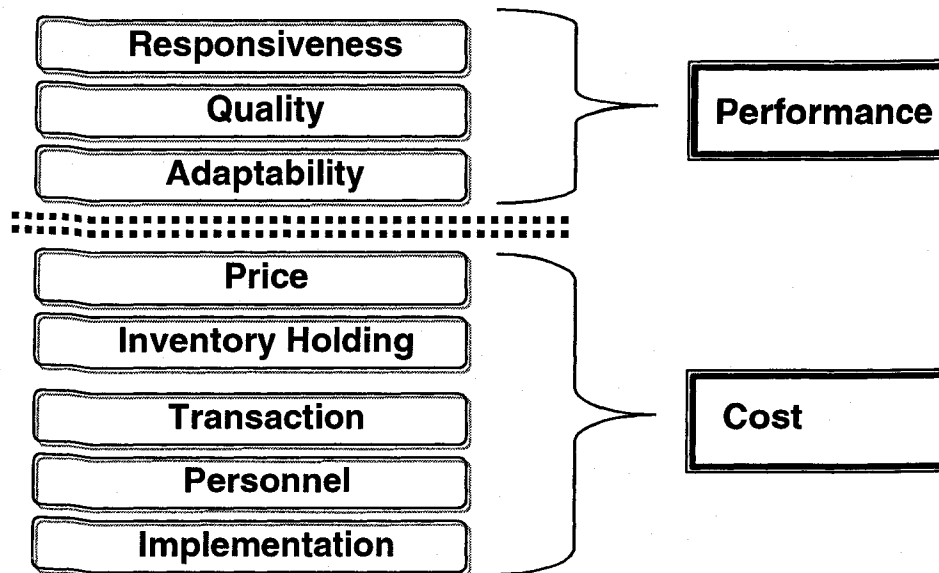 Responsiveness
Quality
Adaptability
Performance
Price
Inventory Holding
Transaction
Personnel
Implementation
Cost